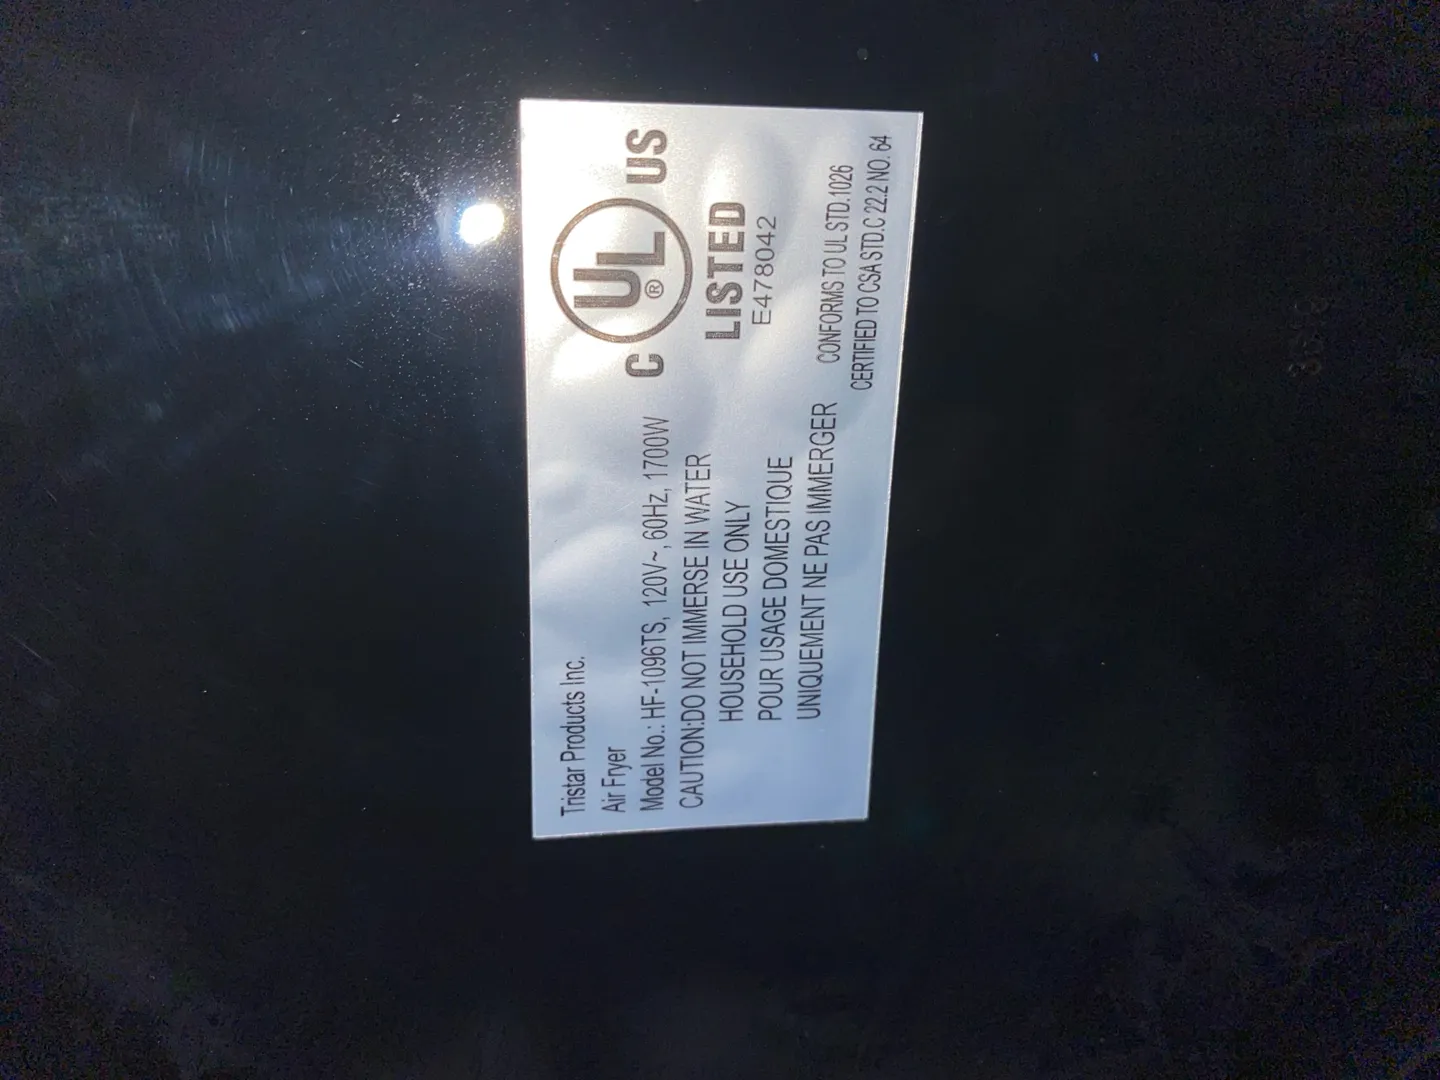 Tristar Products Inc.
Air Fryer
Model No.: HF-1096TS, 120V~, 60Hz, 1700W
CAUTION:DO NOT IMMERSE IN WATER
HOUSEHOLD USE ONLY
POUR USAGE DOMESTIQUE
UNIQUEMENT NE PAS IMMERGER
C UL ® US
LISTED
E478042
CONFORMS TO UL STD.1026
CERTIFIED TO CSA STD.C 22.2 NO. 64